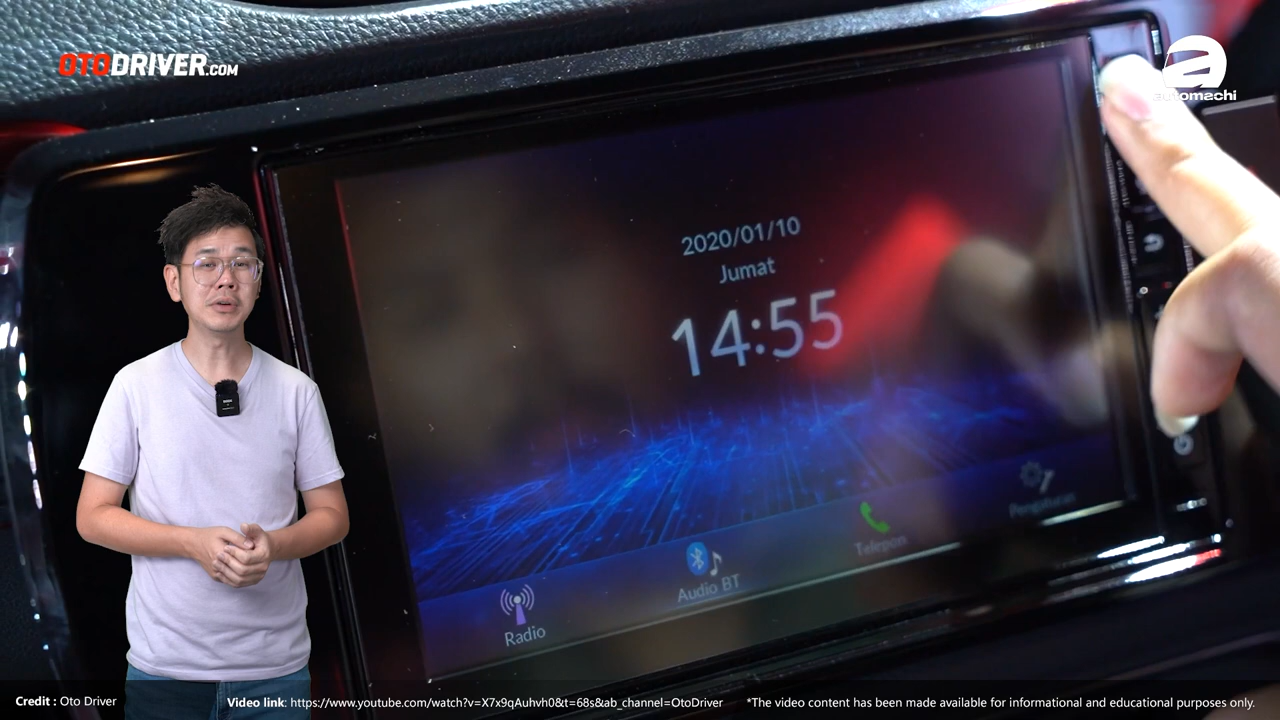 OTODRIVER.COM
automachi
2020/01/10
Jumat
14:55
Radio
Audio BT
Telepon
Pengaturan
Credit : Oto Driver
Video link: https://www.youtube.com/watch?v=X7x9qAuhvh0&t=68s&ab_channel=OtoDriver
*The video content has been made available for informational and educational purposes only.